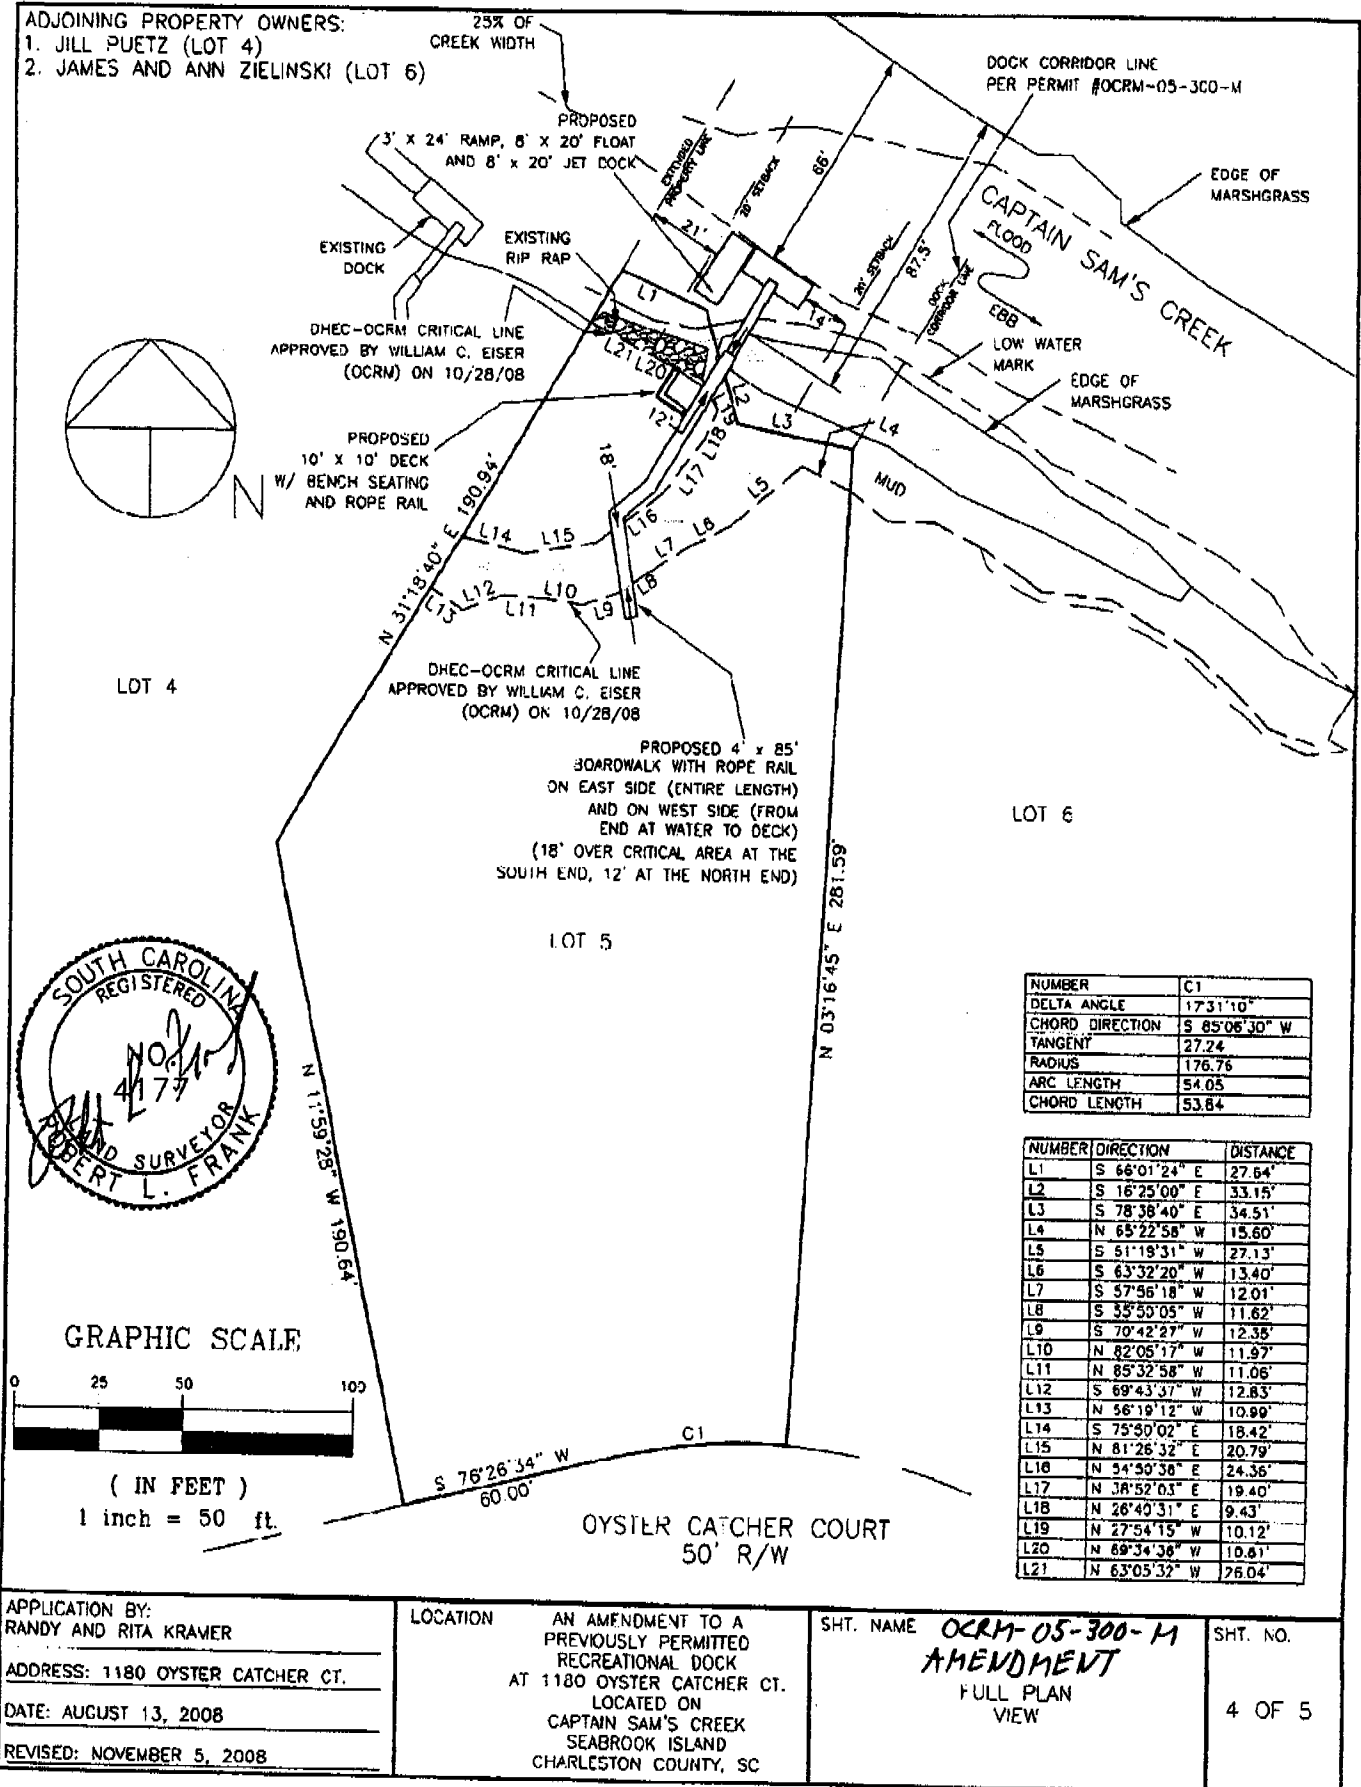 ADJOINING PROPERTY OWNERS:
1. JILL PUETZ (LOT 4)
2. JAMES AND ANN ZIELINSKI (LOT 6)
25% OF
CREEK WIDTH
DOCK CORRIDOR LINE
PER PERMIT #OCRM-05-300-M
PROPOSED
3' X 24' RAMP, 8' X 20' FLOAT
AND 8' x 20' JET DOCK
EXTENDED
PROPERTY LINE
20' SETBACK
66'
EDGE OF
MARSHGRASS
CAPTAIN SAM'S CREEK
FLOOD
EBB
21'
EXISTING
DOCK
EXISTING
RIP RAP
20' SETBACK
87.5'
DOCK
CORRIDOR LINE
14'
L1
DHEC-OCRM CRITICAL LINE
APPROVED BY WILLIAM C. EISER
(OCRM) ON 10/28/08
LOW WATER
MARK
EDGE OF
MARSHGRASS
L21
L20
L2
L19
L3
L4
12'
L18
L17
PROPOSED
10' X 10' DECK
W/ BENCH SEATING
AND ROPE RAIL
N
18'
MUD
L5
L16
L6
L14
L15
L7
L8
L13
L12
L11
L10
L9
N 31°18'40" E 190.94'
LOT 4
DHEC-OCRM CRITICAL LINE
APPROVED BY WILLIAM C. EISER
(OCRM) ON 10/28/08
PROPOSED 4' x 85'
BOARDWALK WITH ROPE RAIL
ON EAST SIDE (ENTIRE LENGTH)
AND ON WEST SIDE (FROM
END AT WATER TO DECK)
(18' OVER CRITICAL AREA AT THE
SOUTH END, 12' AT THE NORTH END)
LOT 6
LOT 5
N 03°16'45" E 281.59'
N 11°59'28" W 190.64'
SOUTH CAROLINA
REGISTERED
NO.
4177
LAND SURVEYOR
ROBERT L. FRANK
NUMBER C1
DELTA ANGLE 17°31'10"
CHORD DIRECTION S 85°06'30" W
TANGENT 27.24
RADIUS 176.76
ARC LENGTH 54.05
CHORD LENGTH 53.84
NUMBER DIRECTION DISTANCE
L1 S 66°01'24" E 27.64'
L2 S 16°25'00" E 33.15'
L3 S 78°38'40" E 34.51'
L4 N 65°22'58" W 15.60'
L5 S 51°19'31" W 27.13'
L6 S 63°32'20" W 13.40'
L7 S 57°56'18" W 12.01'
L8 S 55°50'05" W 11.62'
L9 S 70°42'27" W 12.35'
L10 N 82°05'17" W 11.97'
L11 N 85°32'58" W 11.06'
L12 S 69°43'37" W 12.83'
L13 N 56°19'12" W 10.99'
L14 S 75°50'02" E 18.42'
L15 N 81°26'32" E 20.79'
L16 N 54°50'38" E 24.36'
L17 N 38°52'03" E 19.40'
L18 N 26°40'31" E 9.43'
L19 N 27°54'15" W 10.12'
L20 N 69°34'36" W 10.61'
L21 N 63°05'32" W 26.04'
GRAPHIC SCALE
0 25 50 100
( IN FEET )
1 inch = 50 ft.
S 76°26'34" W
60.00'
C1
OYSTER CATCHER COURT
50' R/W
APPLICATION BY:
RANDY AND RITA KRAMER
ADDRESS: 1180 OYSTER CATCHER CT.
DATE: AUGUST 13, 2008
REVISED: NOVEMBER 5, 2008
LOCATION
AN AMENDMENT TO A
PREVIOUSLY PERMITTED
RECREATIONAL DOCK
AT 1180 OYSTER CATCHER CT.
LOCATED ON
CAPTAIN SAM'S CREEK
SEABROOK ISLAND
CHARLESTON COUNTY, SC
SHT. NAME OCRM-05-300-M
AMENDMENT
FULL PLAN
VIEW
SHT. NO.
4 OF 5